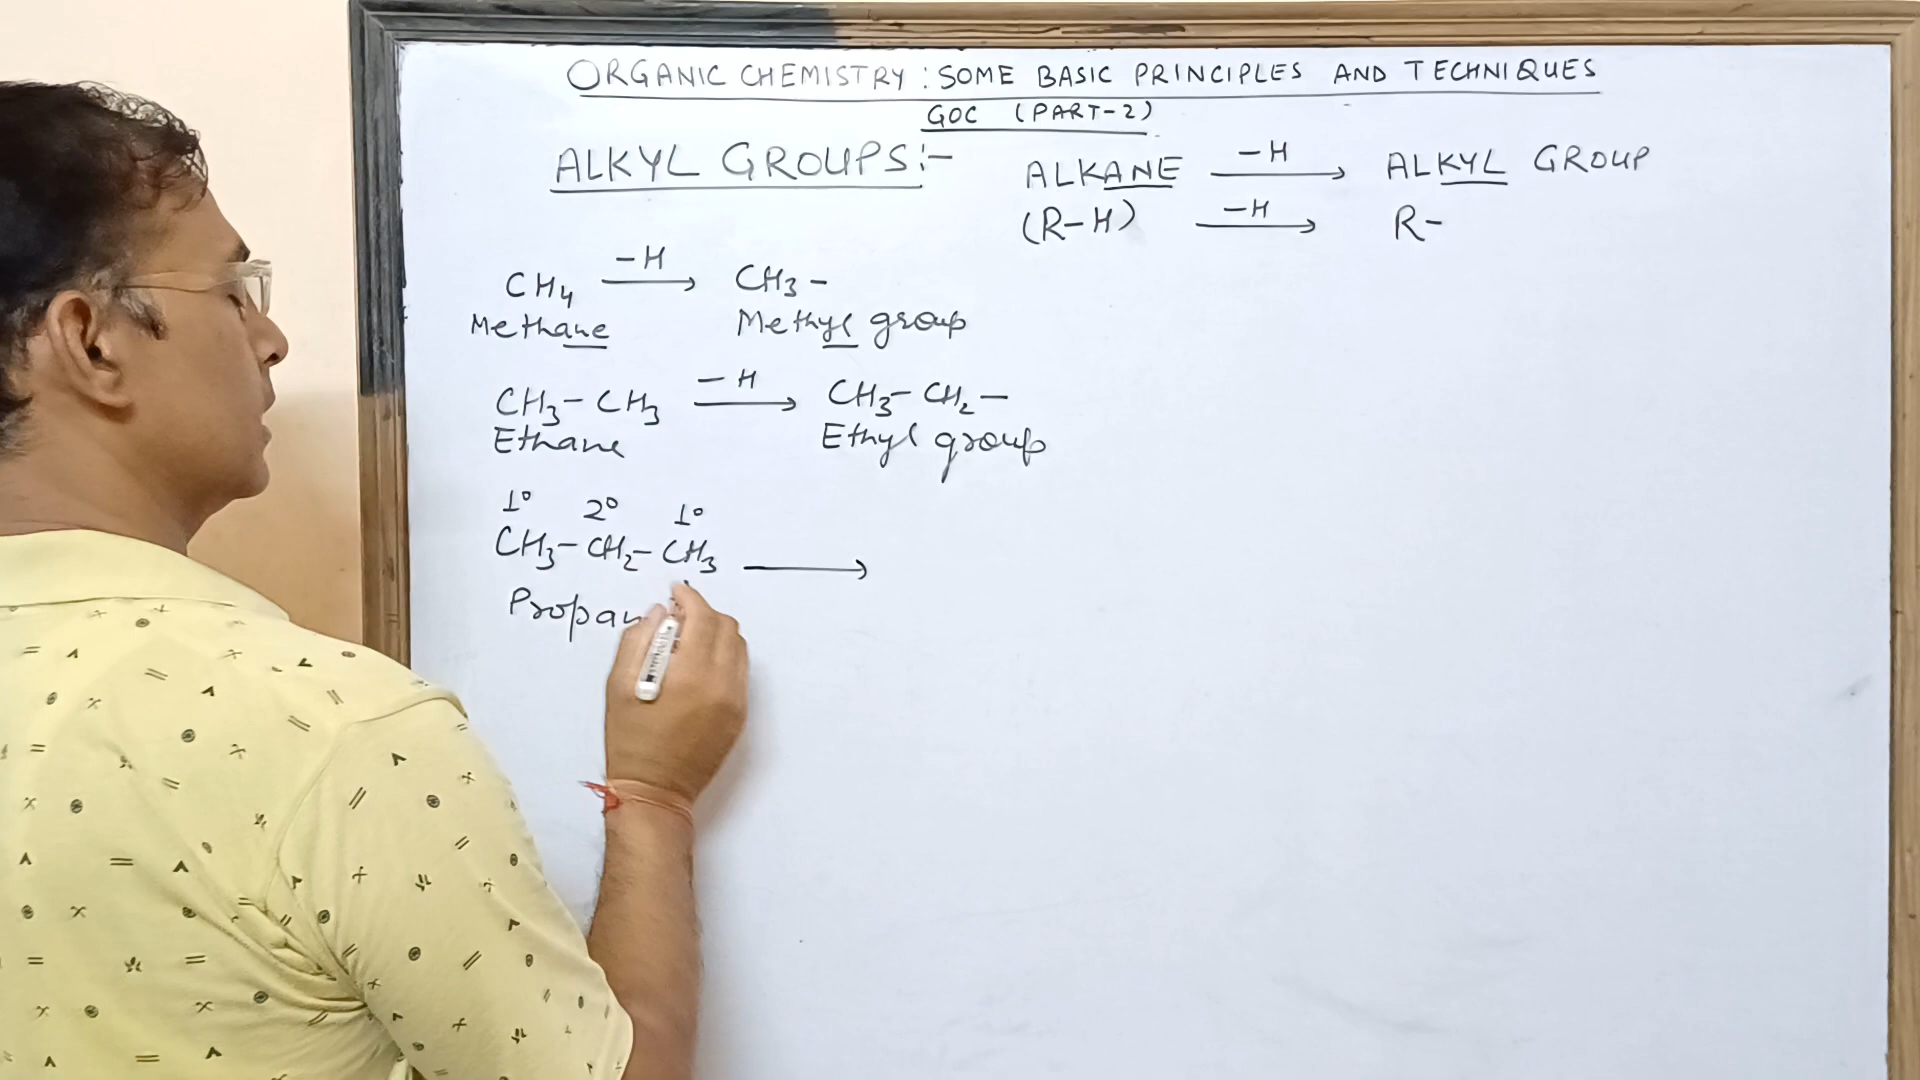 ORGANIC CHEMISTRY : SOME BASIC PRINCIPLES AND TECHNIQUES
GOC (PART-2)
ALKYL GROUPS:-
ALKANE —H→ ALKYL GROUP
(R-H) —H→ R-
CH4 —H→ CH3 -
Methane Methyl group
CH3 - CH3 —H→ CH3 - CH2 -
Ethane Ethyl group
1° 2° 1°
CH3 - CH2 - CH3 →